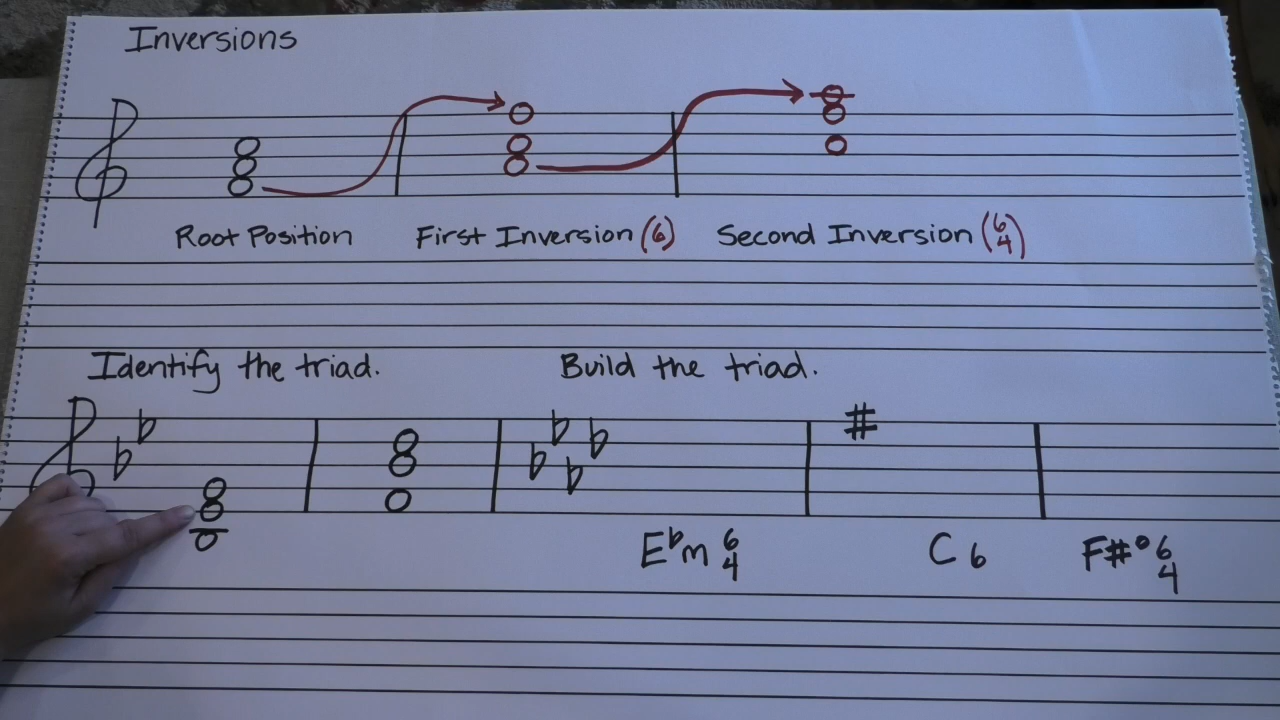 Inversions
Root Position First Inversion (6) Second Inversion (6 4)
Identify the triad. Build the triad.
E♭m 6 4 C 6 F#° 6 4